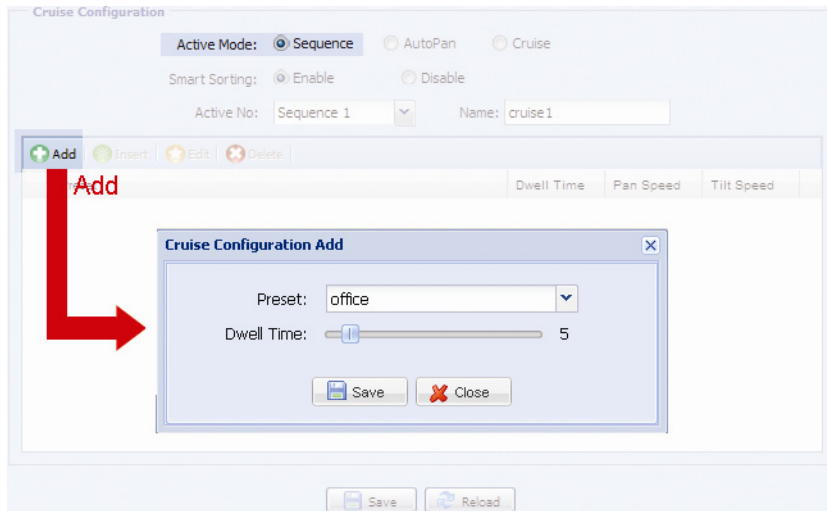 Cruise Configuration
Active Mode: Sequence AutoPan Cruise
Smart Sorting: Enable Disable
Active No: Sequence 1 Name: cruise1
Add Insert Edit Delete
Dwell Time Pan Speed Tilt Speed
Add
Cruise Configuration Add
Preset: office
Dwell Time: 5
Save Close
Save Reload